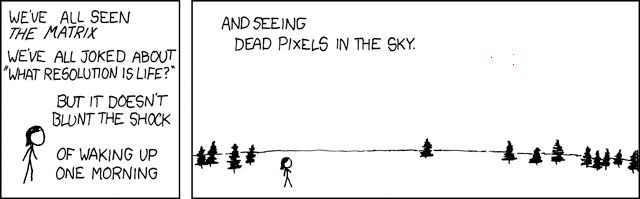 WE'VE ALL SEEN
THE MATRIX
WE'VE ALL JOKED ABOUT
"WHAT RESOLUTION IS LIFE?"
BUT IT DOESN'T
BLUNT THE SHOCK
OF WAKING UP
ONE MORNING
AND SEEING
DEAD PIXELS IN THE SKY.